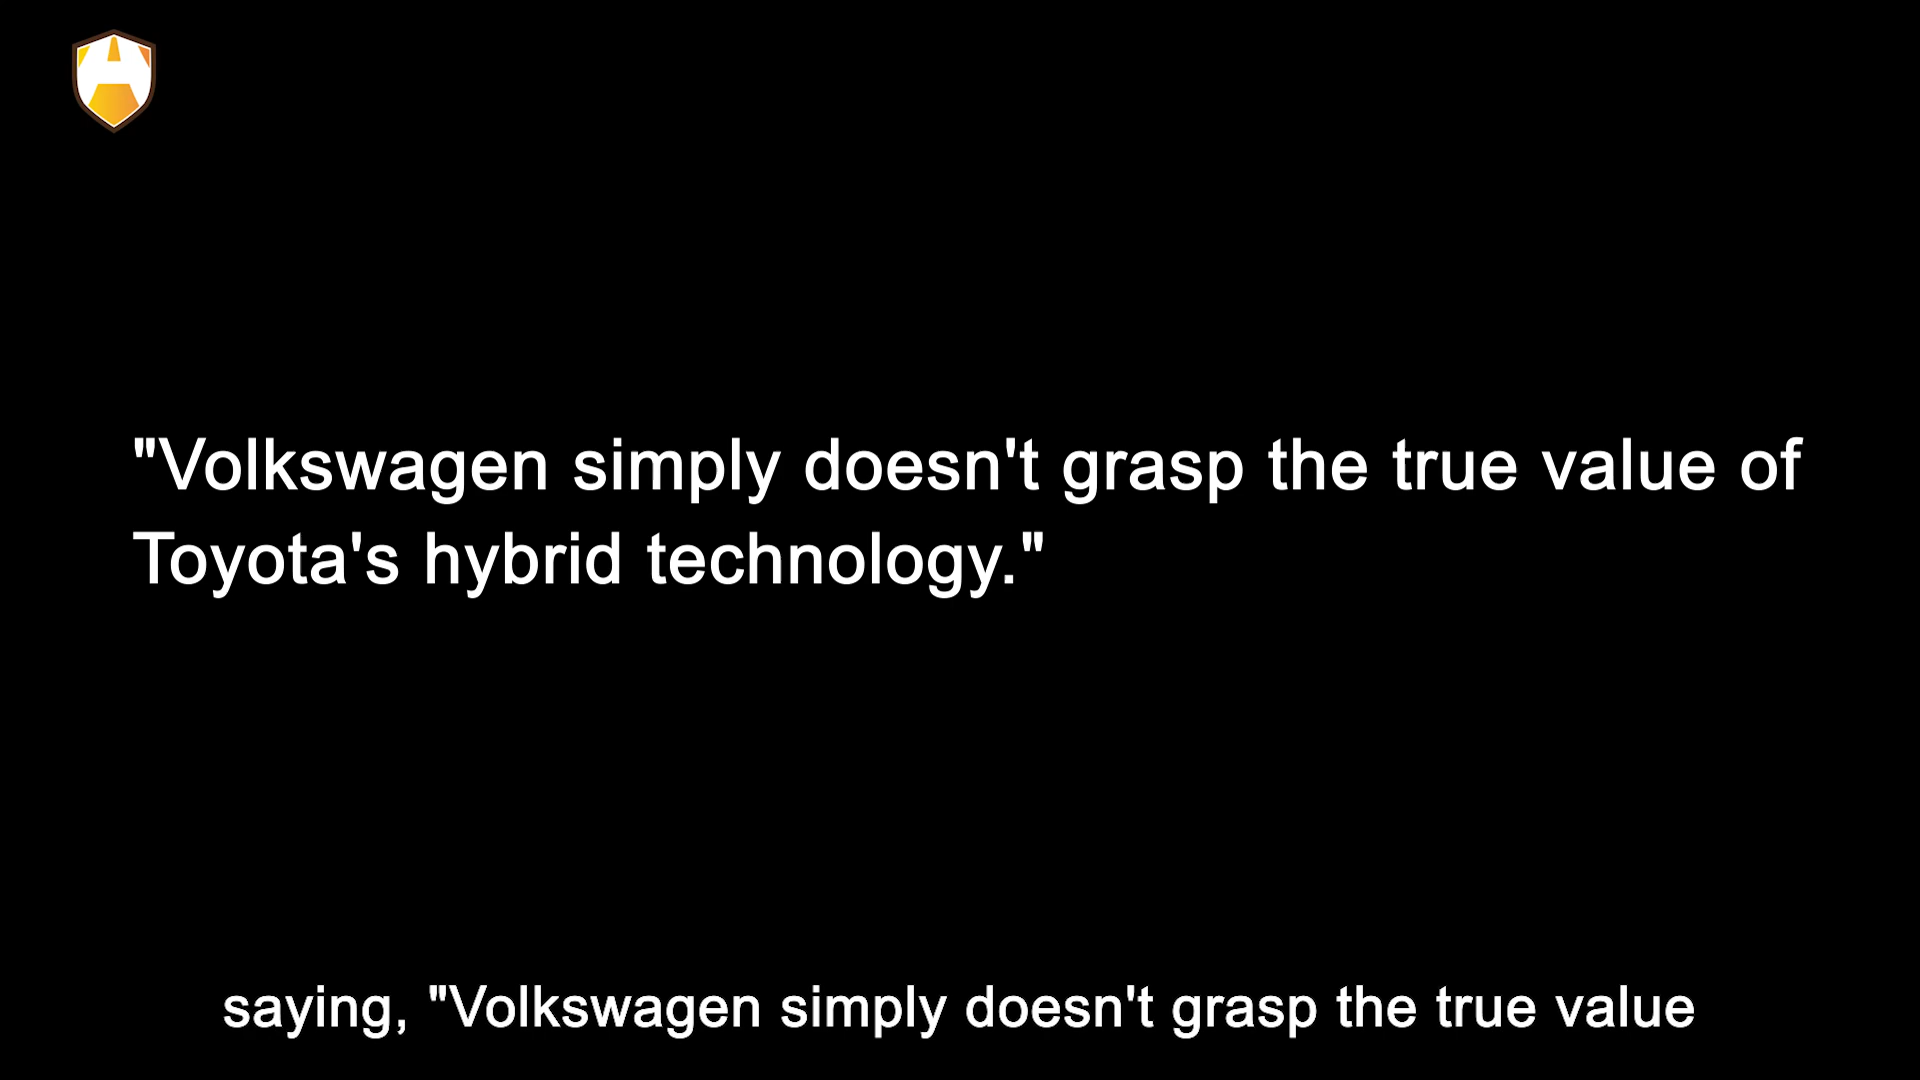 "Volkswagen simply doesn't grasp the true value of
Toyota's hybrid technology."
saying, "Volkswagen simply doesn't grasp the true value